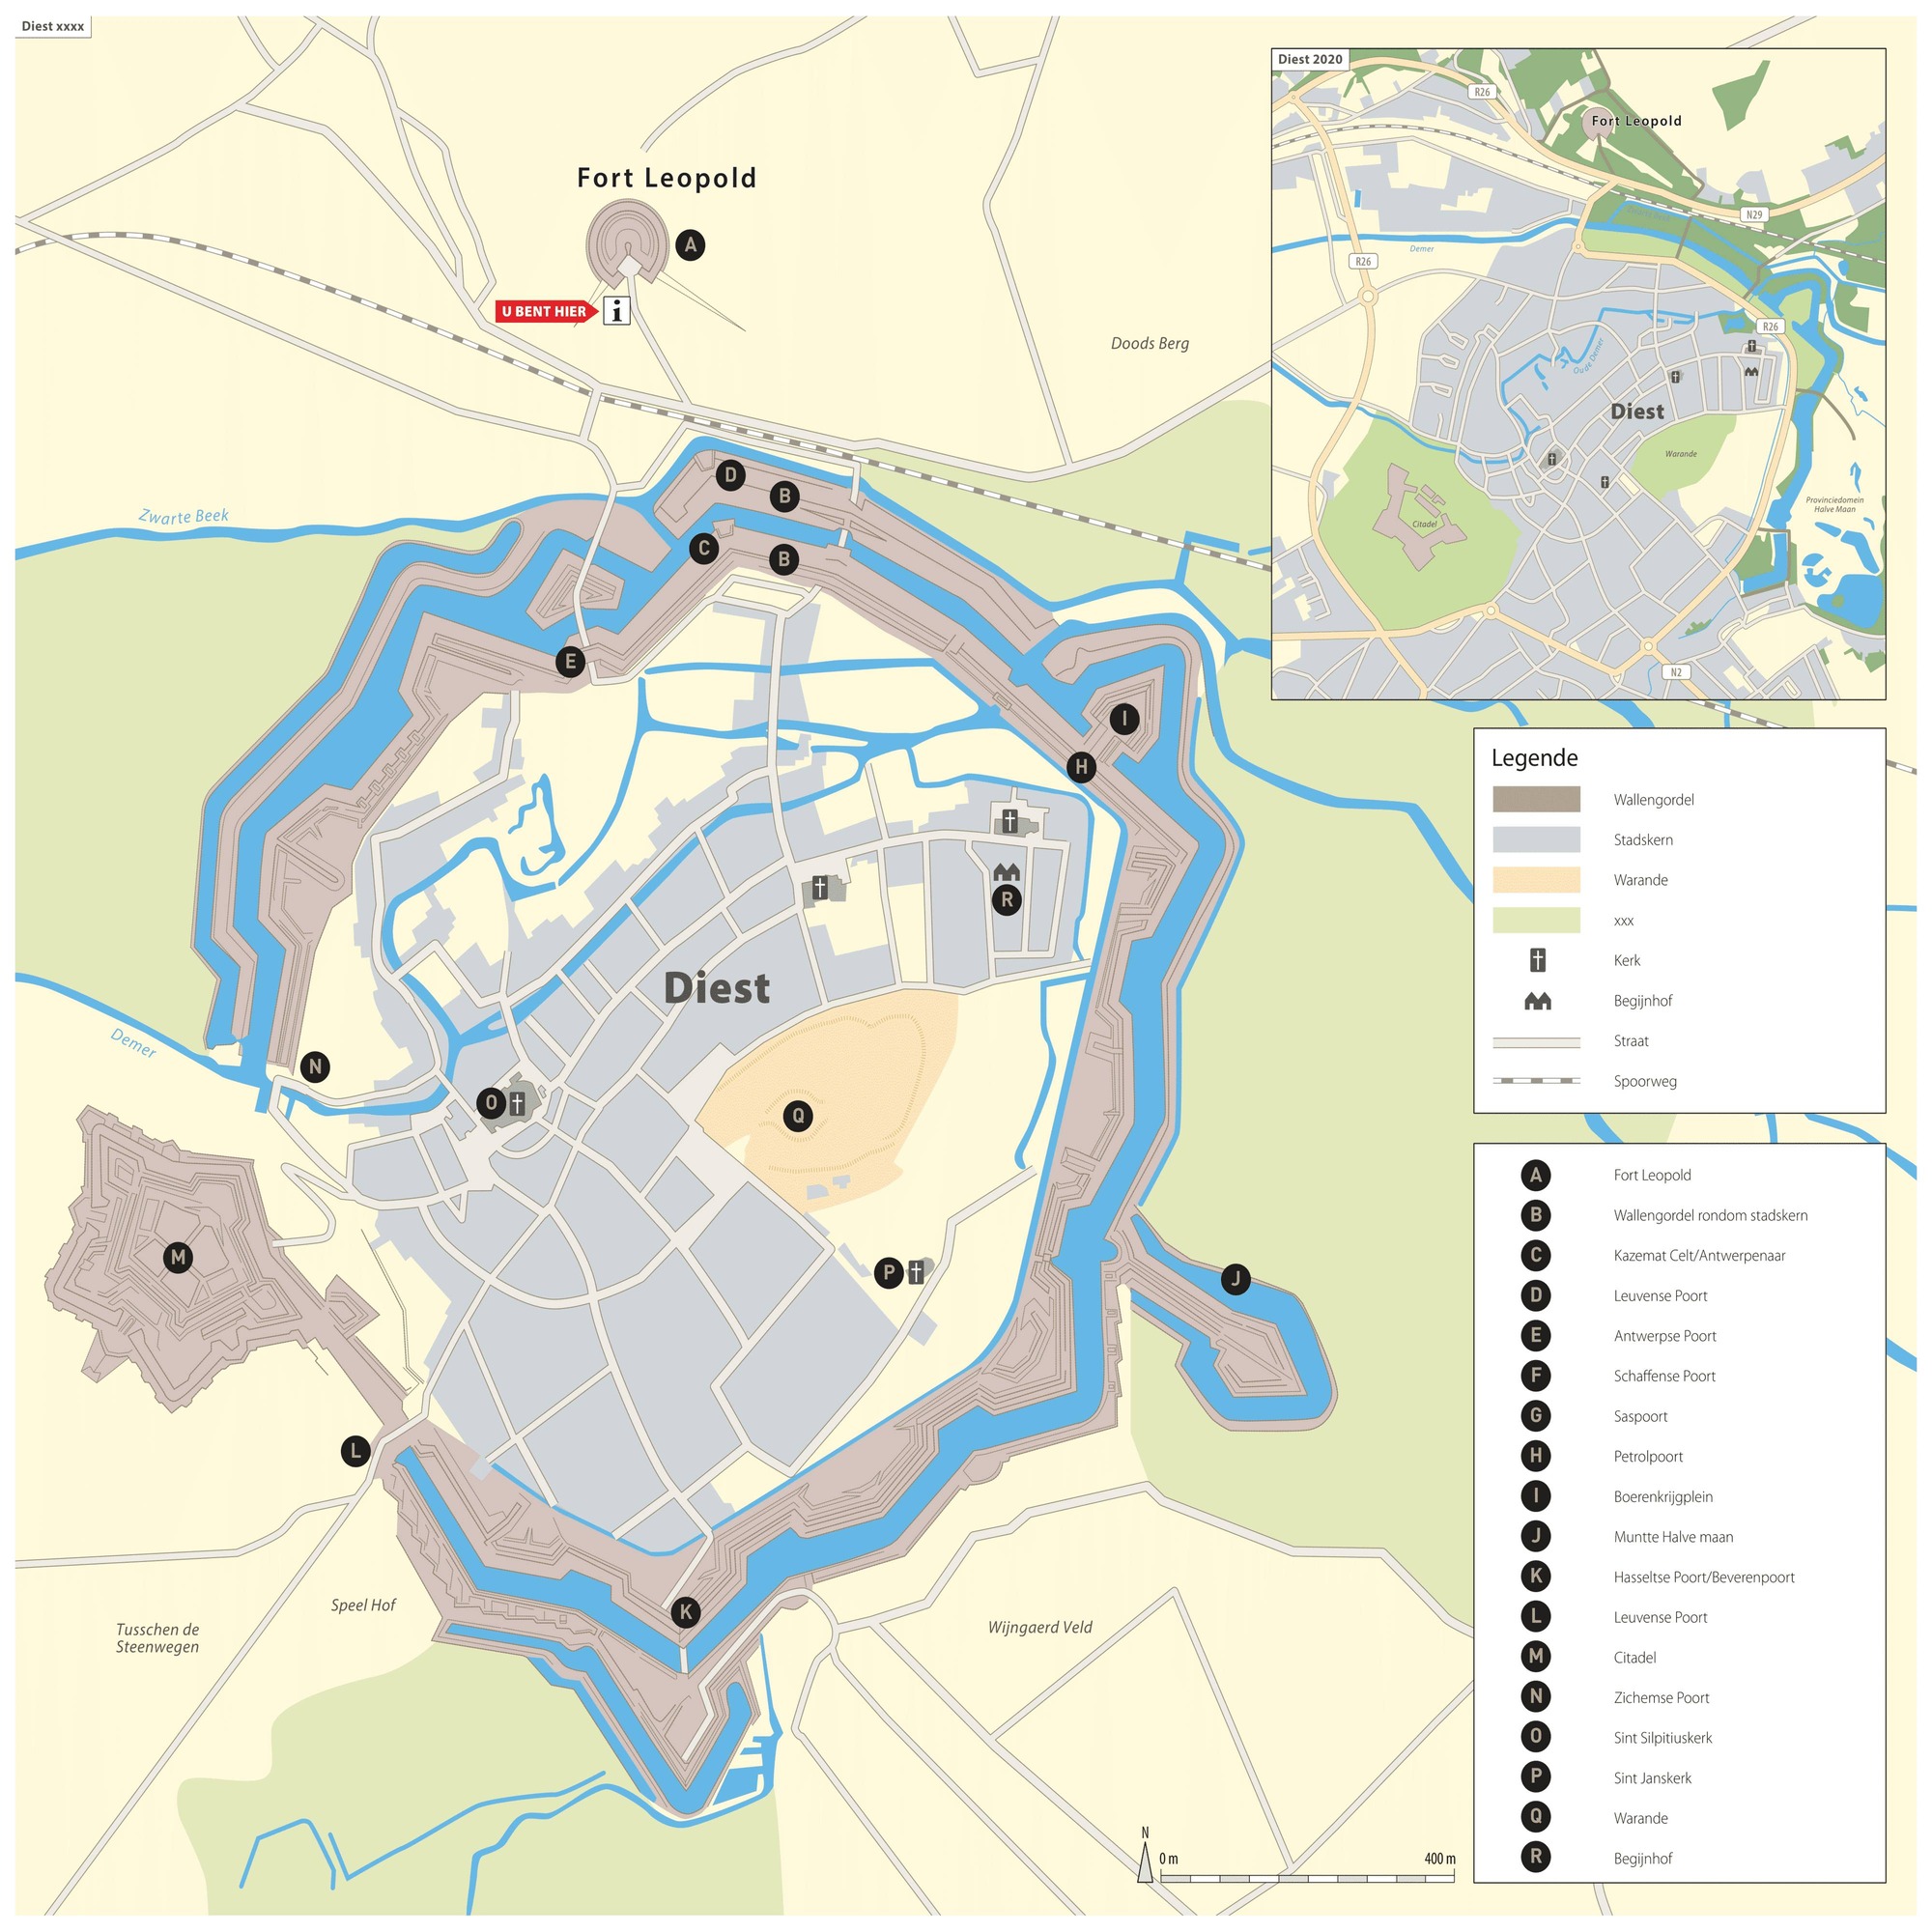 Diest xxxx
Fort Leopold
A
U BENT HIER
i
Doods Berg
Zwarte Beek
D
B
C
B
E
I
H
R
Diest
Demer
N
O
Q
M
P
J
L
K
Speel Hof
Tusschen de
Steenwegen
Wijngaerd Veld
N
0 m
400 m
Diest 2020
R26
Fort Leopold
N29
Zwarte Beek
Demer
R26
R26
Oude Demer
Diest
Warande
Citadel
Provinciedomein
Halve Maan
N2
Legende
Wallengordel
Stadskern
Warande
xxx
Kerk
Begijnhof
Straat
Spoorweg
A Fort Leopold
B Wallengordel rondom stadskern
C Kazemat Celt/Antwerpenaar
D Leuvense Poort
E Antwerpse Poort
F Schaffense Poort
G Saspoort
H Petrolpoort
I Boerenkrijgplein
J Muntte Halve maan
K Hasseltse Poort/Beverenpoort
L Leuvense Poort
M Citadel
N Zichemse Poort
O Sint Silpitiuskerk
P Sint Janskerk
Q Warande
R Begijnhof